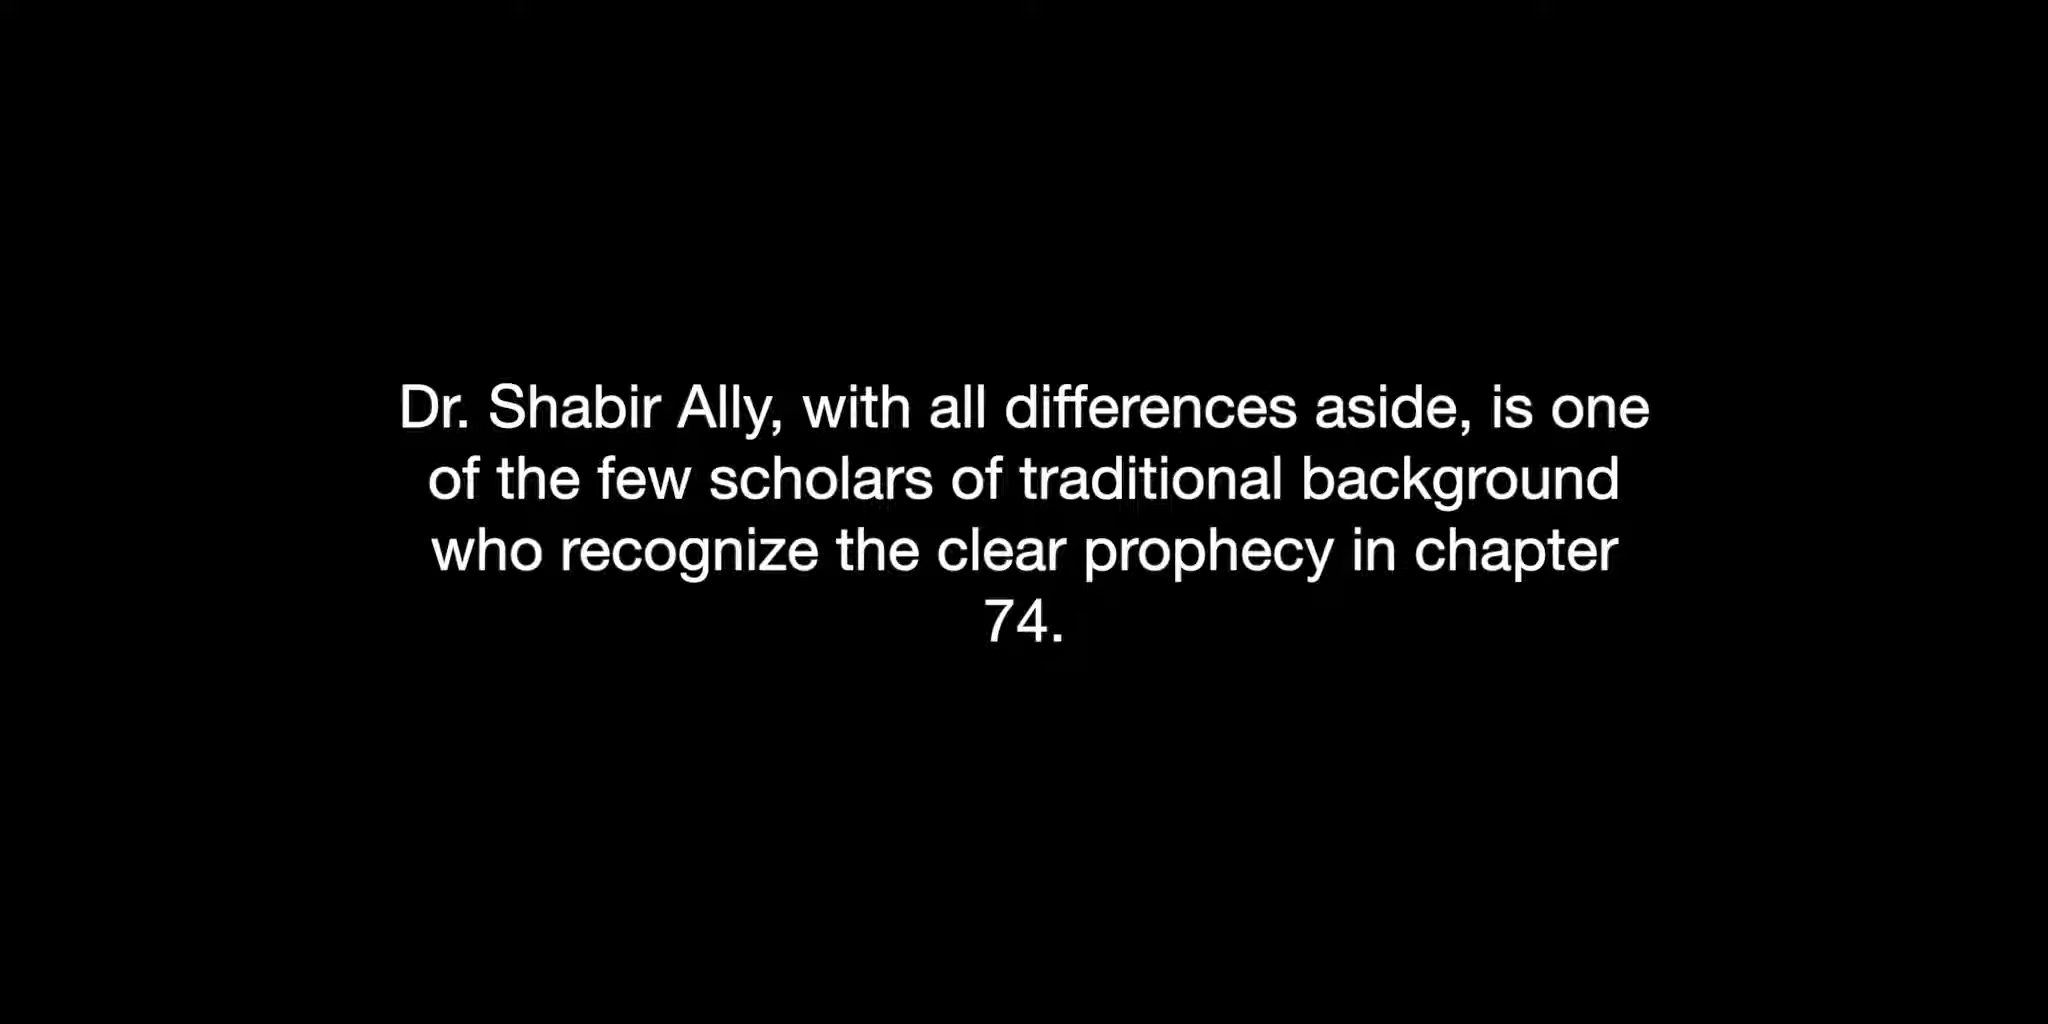 Dr. Shabir Ally, with all differences aside, is one
of the few scholars of traditional background
who recognize the clear prophecy in chapter
74.